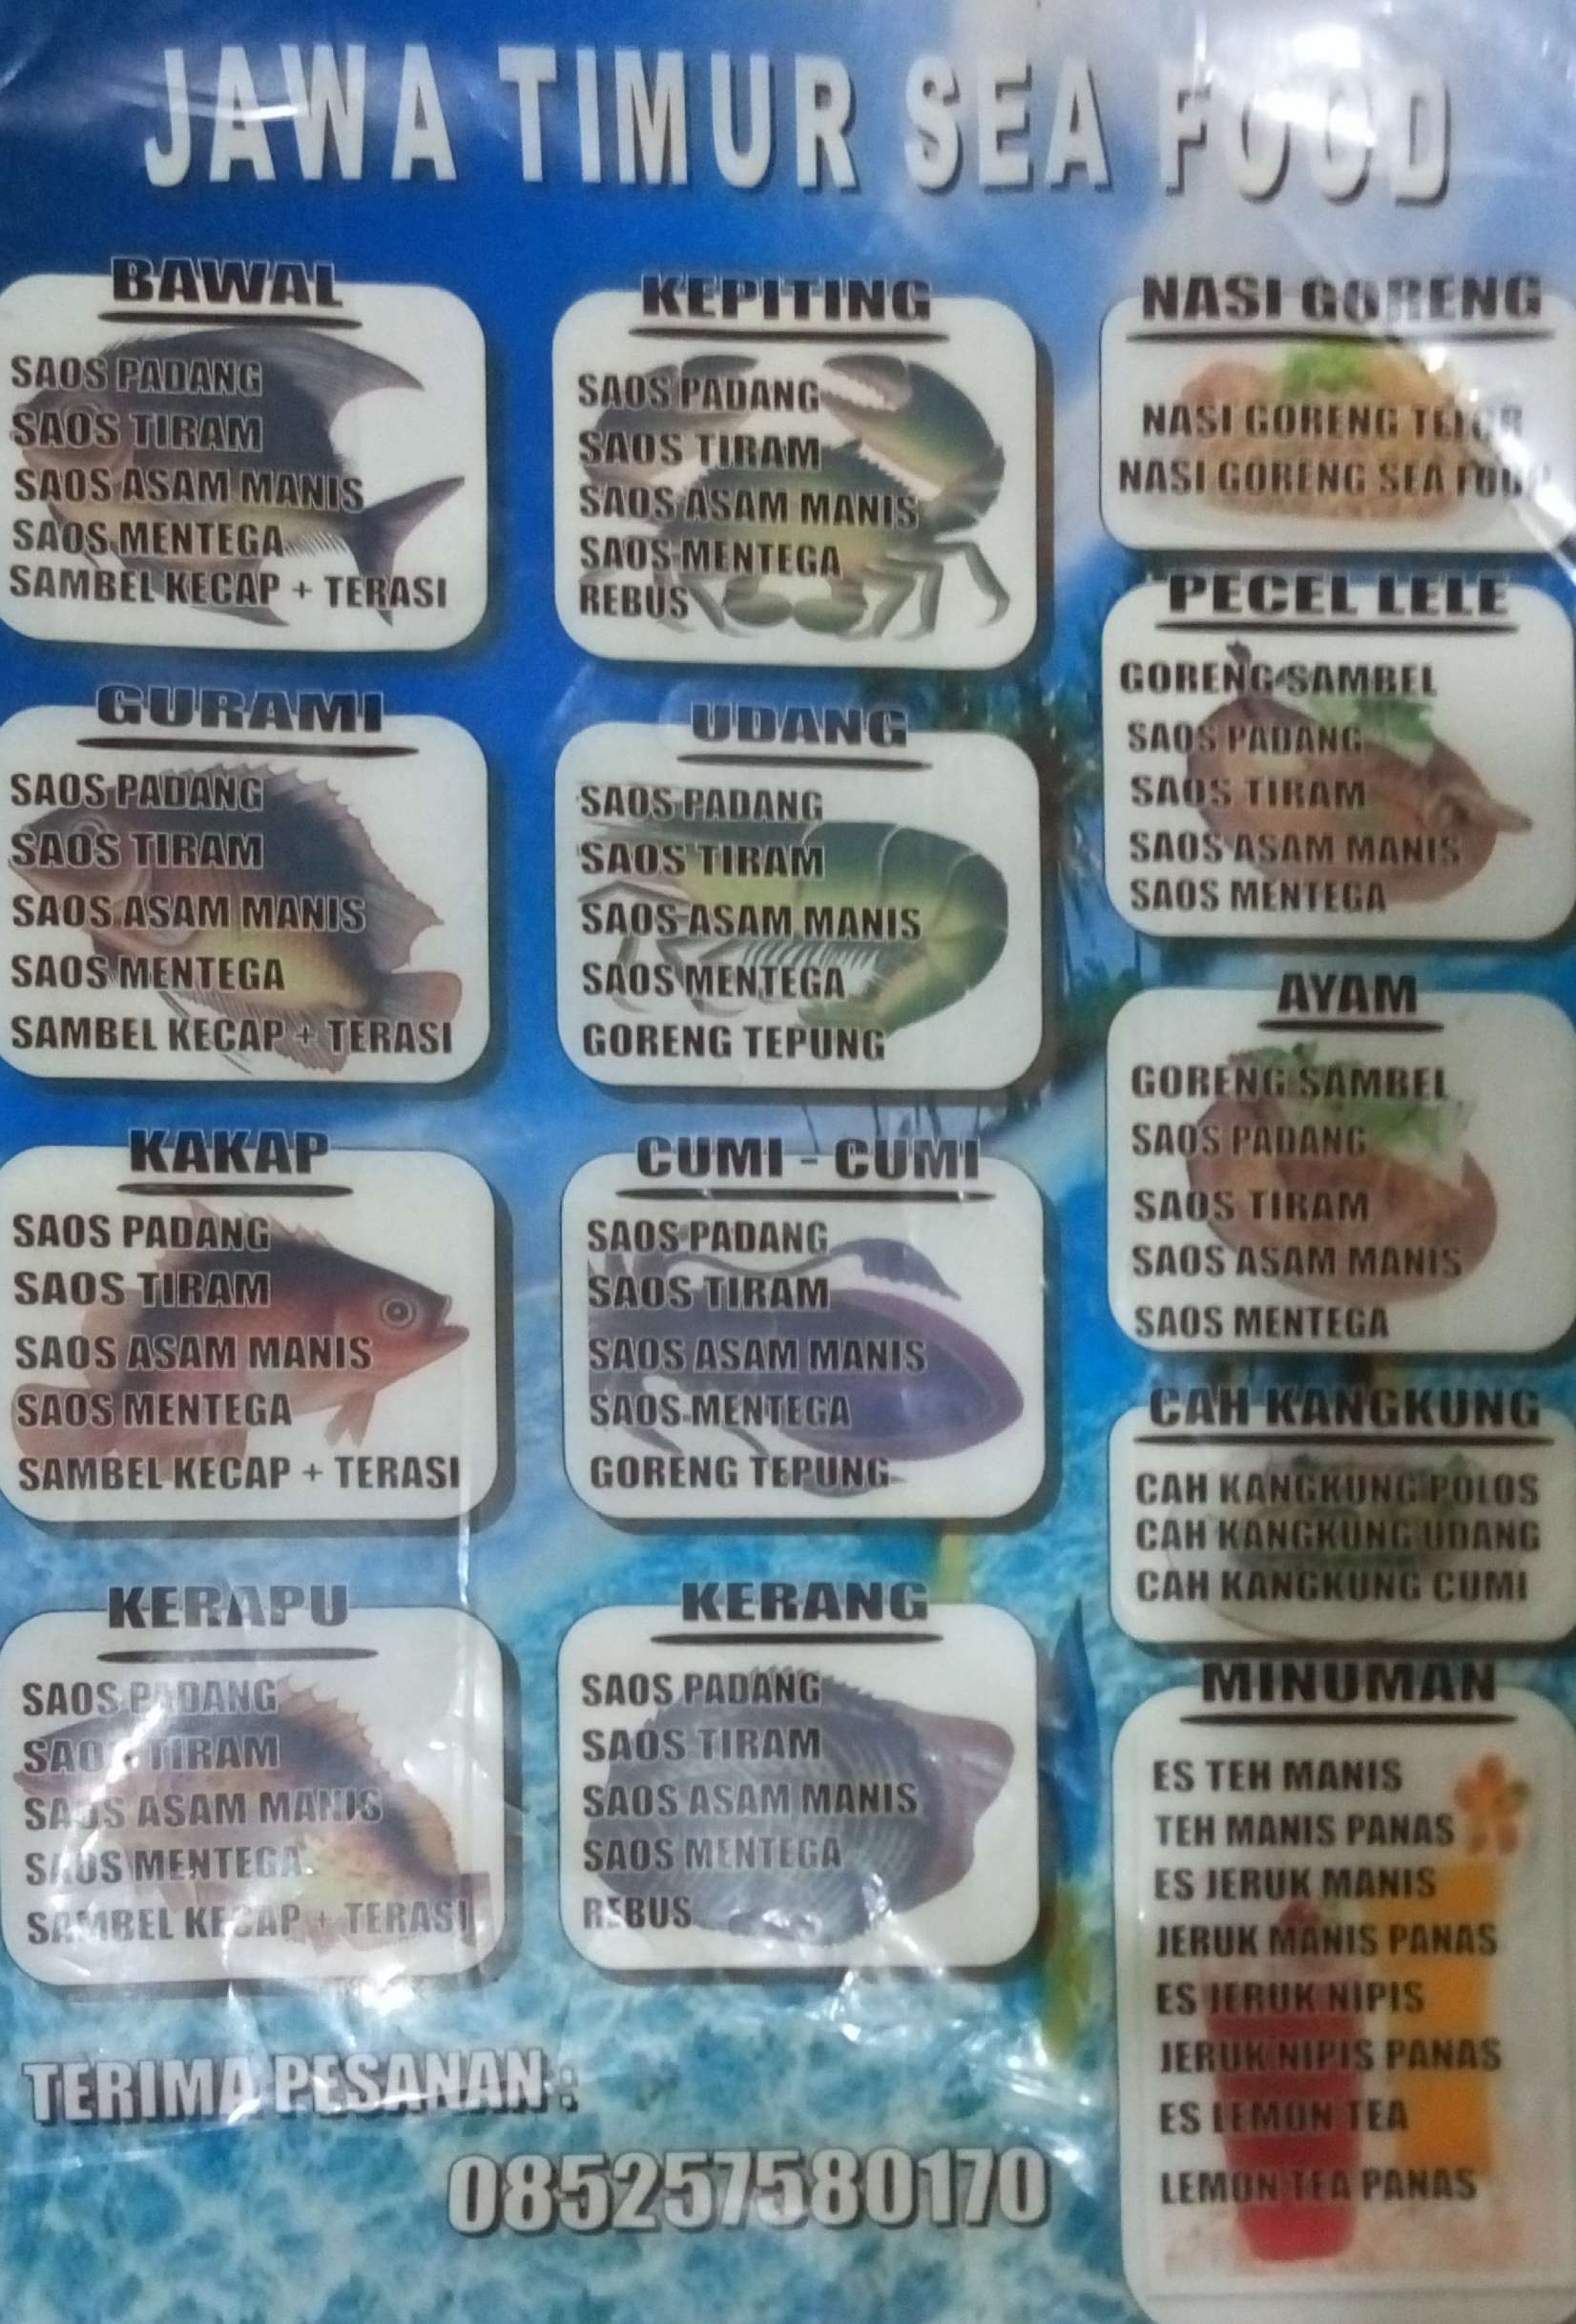 JAWA TIMUR SEA FOOD
BAWAL
SAOS PADANG
SAOS TIRAM
SAOS ASAM MANIS
SAOS MENTEGA
SAMBEL KECAP + TERASI
GURAMI
SAOS PADANG
SAOS TIRAM
SAOS ASAM MANIS
SAOS MENTEGA
SAMBEL KECAP + TERASI
KAKAP
SAOS PADANG
SAOS TIRAM
SAOS ASAM MANIS
SAOS MENTEGA
SAMBEL KECAP + TERASI
KERAPU
SAOS PADANG
SAOS TIRAM
SAOS ASAM MANIS
SAOS MENTEGA
SAMBEL KECAP + TERASI
KEPITING
SAOS PADANG
SAOS TIRAM
SAOS ASAM MANIS
SAOS MENTEGA
REBUS
UDANG
SAOS PADANG
SAOS TIRAM
SAOS ASAM MANIS
SAOS MENTEGA
GORENG TEPUNG
CUMI - CUMI
SAOS PADANG
SAOS TIRAM
SAOS ASAM MANIS
SAOS MENTEGA
GORENG TEPUNG
KERANG
SAOS PADANG
SAOS TIRAM
SAOS ASAM MANIS
SAOS MENTEGA
REBUS
NASI GORENG
NASI GORENG TELOR
NASI GORENG SEA FOOD
PECEL LELE
GORENG SAMBEL
SAOS PADANG
SAOS TIRAM
SAOS ASAM MANIS
SAOS MENTEGA
AYAM
GORENG SAMBEL
SAOS PADANG
SAOS TIRAM
SAOS ASAM MANIS
SAOS MENTEGA
CAH KANGKUNG
CAH KANGKUNG POLOS
CAH KANGKUNG UDANG
CAH KANGKUNG CUMI
MINUMAN
ES TEH MANIS
TEH MANIS PANAS
ES JERUK MANIS
JERUK MANIS PANAS
ES JERUK NIPIS
JERUK NIPIS PANAS
ES LEMON TEA
LEMON TEA PANAS
TERIMA PESANAN :
085257580170